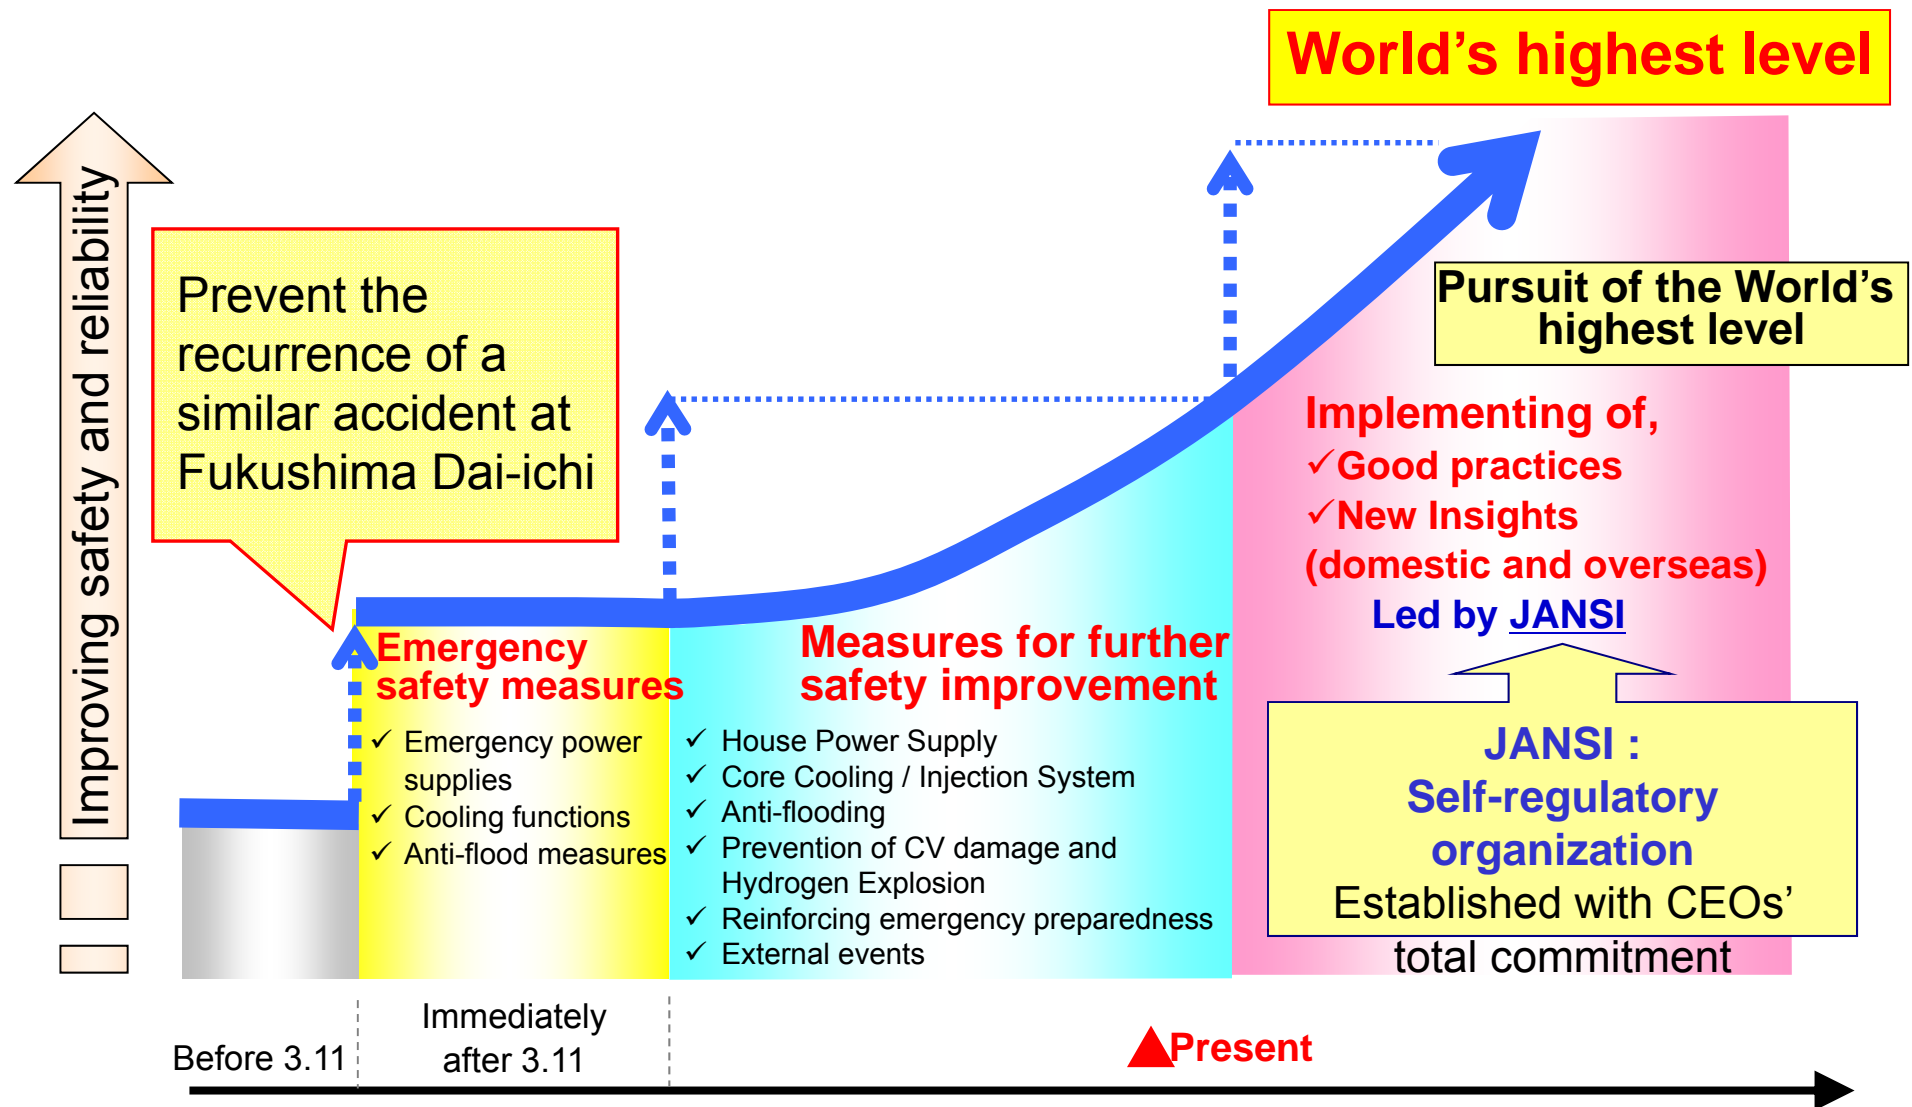 World's highest level
Improving safety and reliability
Prevent the
recurrence of a
similar accident at
Fukushima Dai-ichi
Pursuit of the World's
highest level
Implementing of,
✓Good practices
✓New Insights
(domestic and overseas)
Led by JANSI
Emergency
safety measures
✓ Emergency power
supplies
✓ Cooling functions
✓ Anti-flood measures
Measures for further
safety improvement
✓ House Power Supply
✓ Core Cooling / Injection System
✓ Anti-flooding
✓ Prevention of CV damage and
Hydrogen Explosion
✓ Reinforcing emergency preparedness
✓ External events
JANSI :
Self-regulatory
organization
Established with CEOs'
total commitment
Before 3.11
Immediately
after 3.11
Present